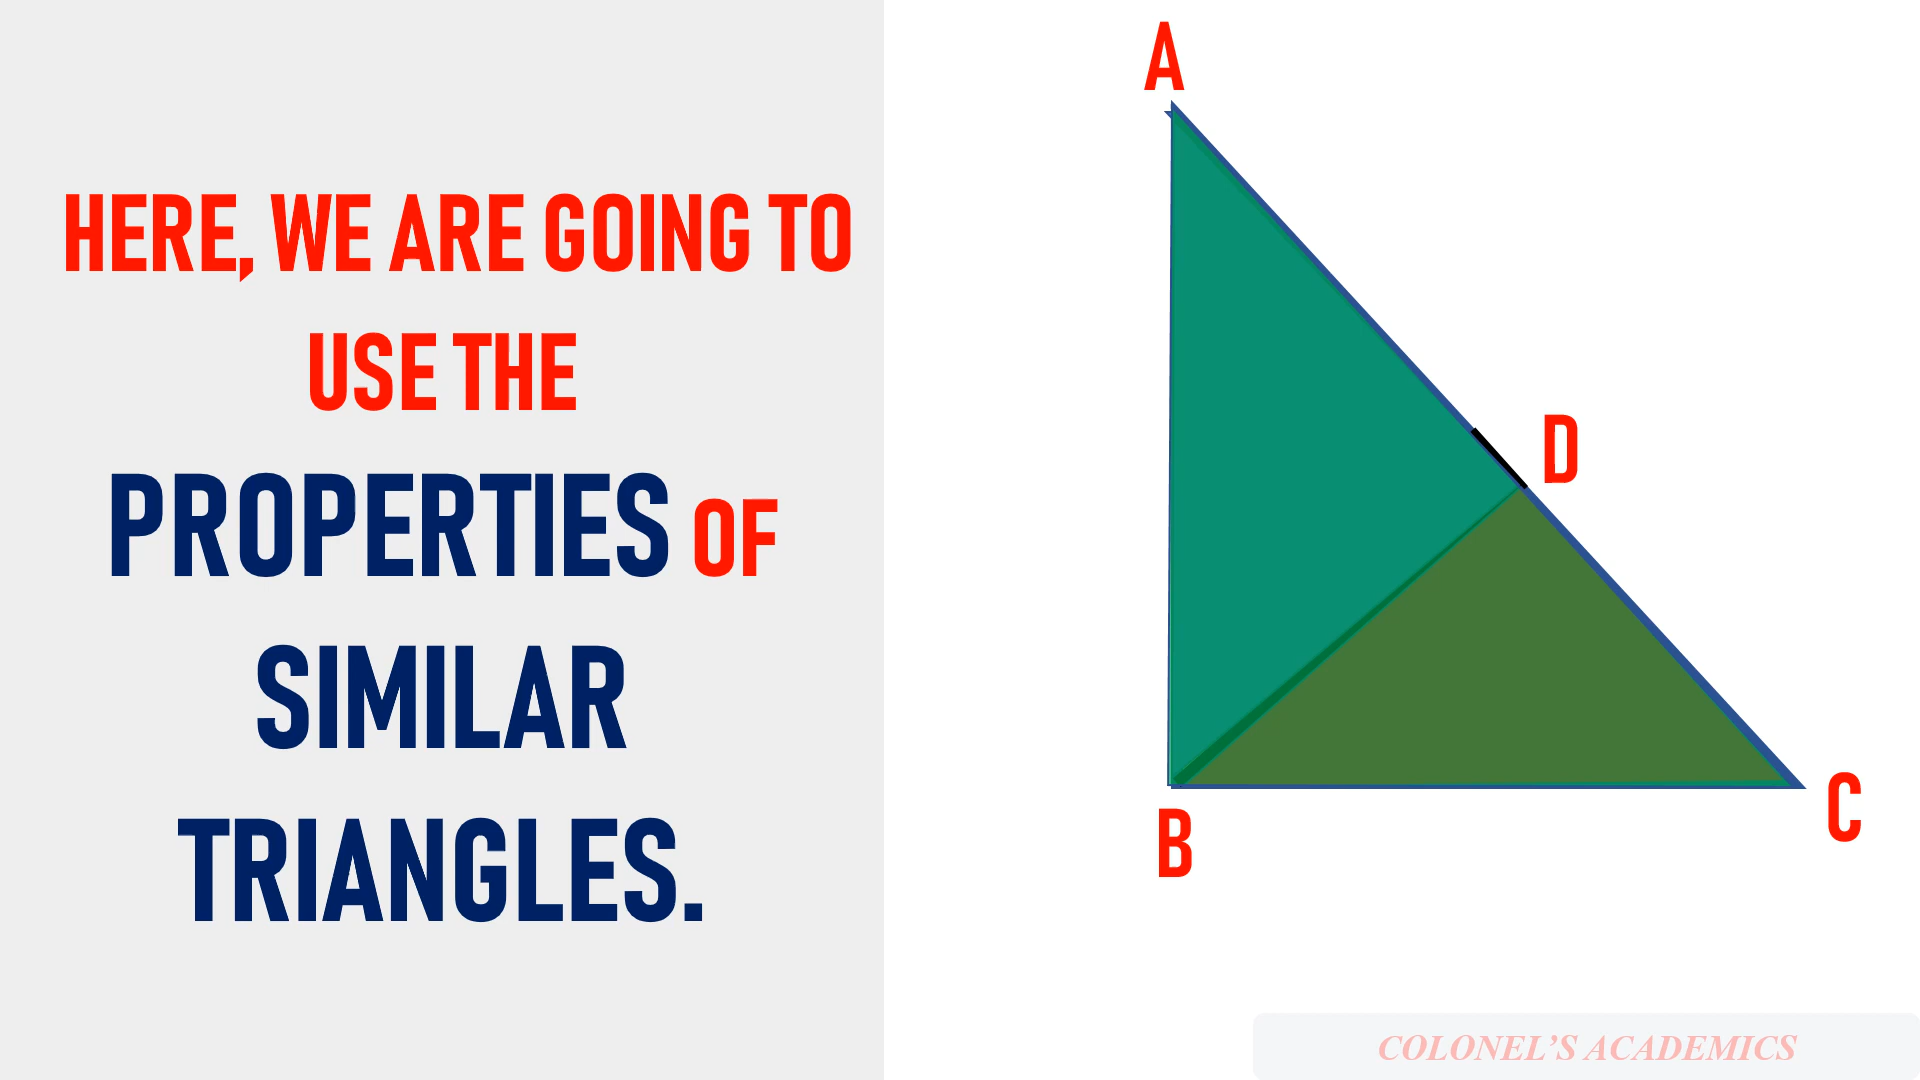 HERE, WE ARE GOING TO
USE THE
PROPERTIES OF
SIMILAR
TRIANGLES.
A
D
C
B
COLONEL'S ACADEMICS